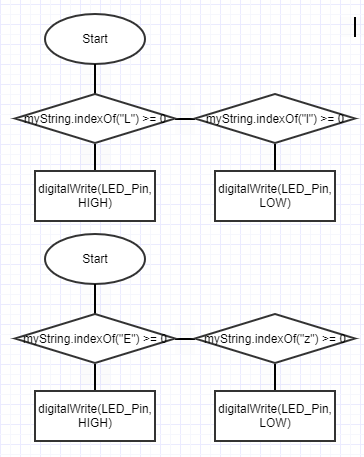 Start
myString.indexOf("L") >= 0
myString.indexOf("l") >= 0
digitalWrite(LED_Pin,
HIGH)
digitalWrite(LED_Pin,
LOW)
Start
myString.indexOf("E") >= 0
myString.indexOf("z") >= 0
digitalWrite(LED_Pin,
HIGH)
digitalWrite(LED_Pin,
LOW)